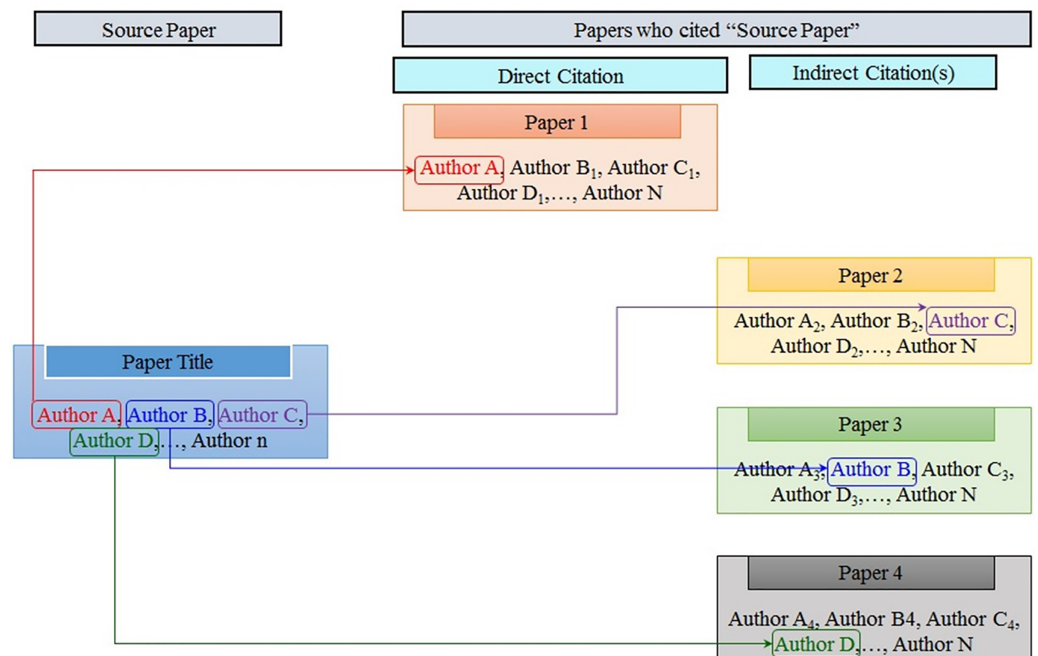 Source Paper
Papers who cited “Source Paper”
Direct Citation
Indirect Citation(s)
Paper 1
Author A, Author B₁, Author C₁,
Author D₁,…, Author N
Paper 2
Author A₂, Author B₂, Author C,
Author D₂,…, Author N
Paper Title
Author A, Author B, Author C,
Author D,…, Author n
Paper 3
Author A₃, Author B, Author C₃,
Author D₃,…, Author N
Paper 4
Author A₄, Author B4, Author C₄,
Author D,…, Author N